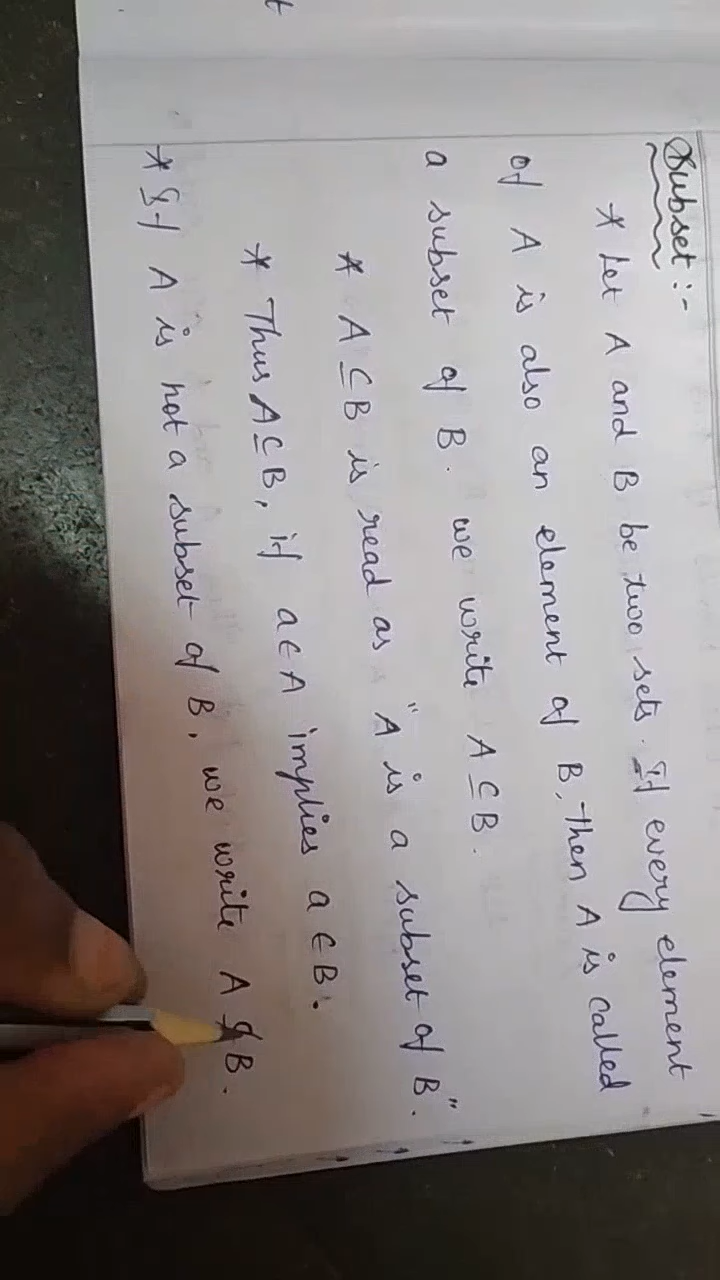 Subset :-
* Let A and B be two sets. If every element
of A is also an element of B, then A is called
a subset of B. we write A ⊆ B.
* A ⊆ B is read as "A is a subset of B".
* Thus A ⊆ B, if a ∈ A implies a ∈ B.
* If A is not a subset of B, we write A ⊈ B.